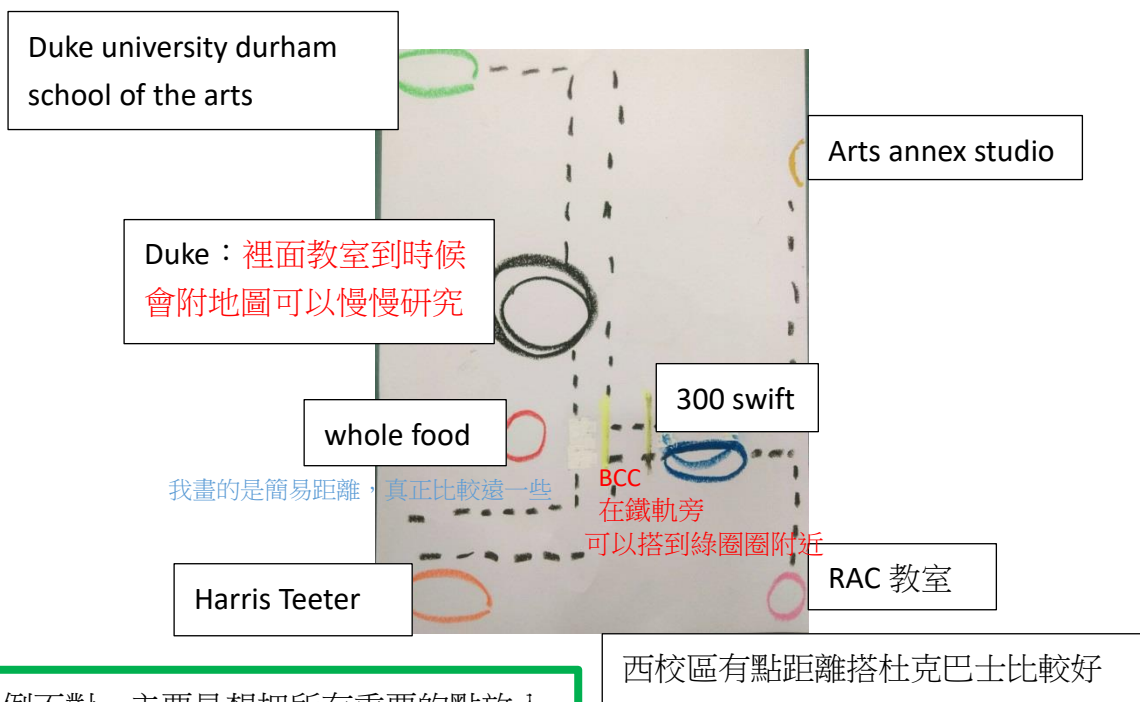 Duke university durham
school of the arts
Arts annex studio
Duke：裡面教室到時候
會附地圖可以慢慢研究
300 swift
whole food
我畫的是簡易距離，真正比較遠一些
BCC
在鐵軌旁
可以搭到綠圈圈附近
Harris Teeter
RAC 教室
西校區有點距離搭杜克巴士比較好